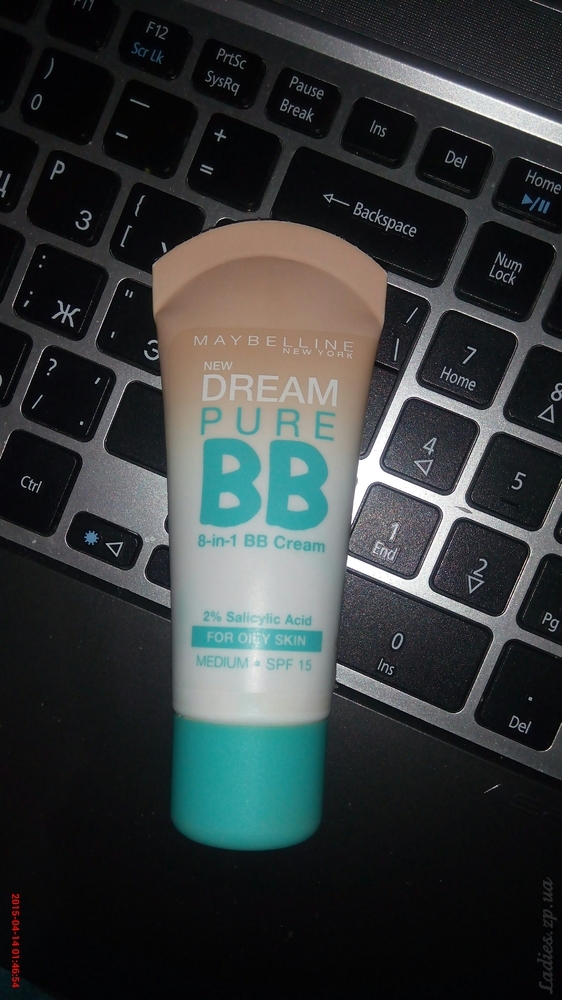 F11
F12
Scr Lk
PrtSc
SysRq
Pause
Break
Ins
Del
Home
)
0
—
-
+
=
Backspace
Num
Lock
Р
З
{
[
:
;
Ж
"
'
Э
?
/
.
,
|
\
7
Home
8
4
5
Ctrl
1
End
2
0
Ins
Pg
.
Del
MAYBELLINE
NEW YORK
NEW
DREAM
PURE
BB
8-in-1 BB Cream
2% Salicylic Acid
FOR OILY SKIN
MEDIUM • SPF 15
2015-04-14 01:46:54
Ladies.zp.ua